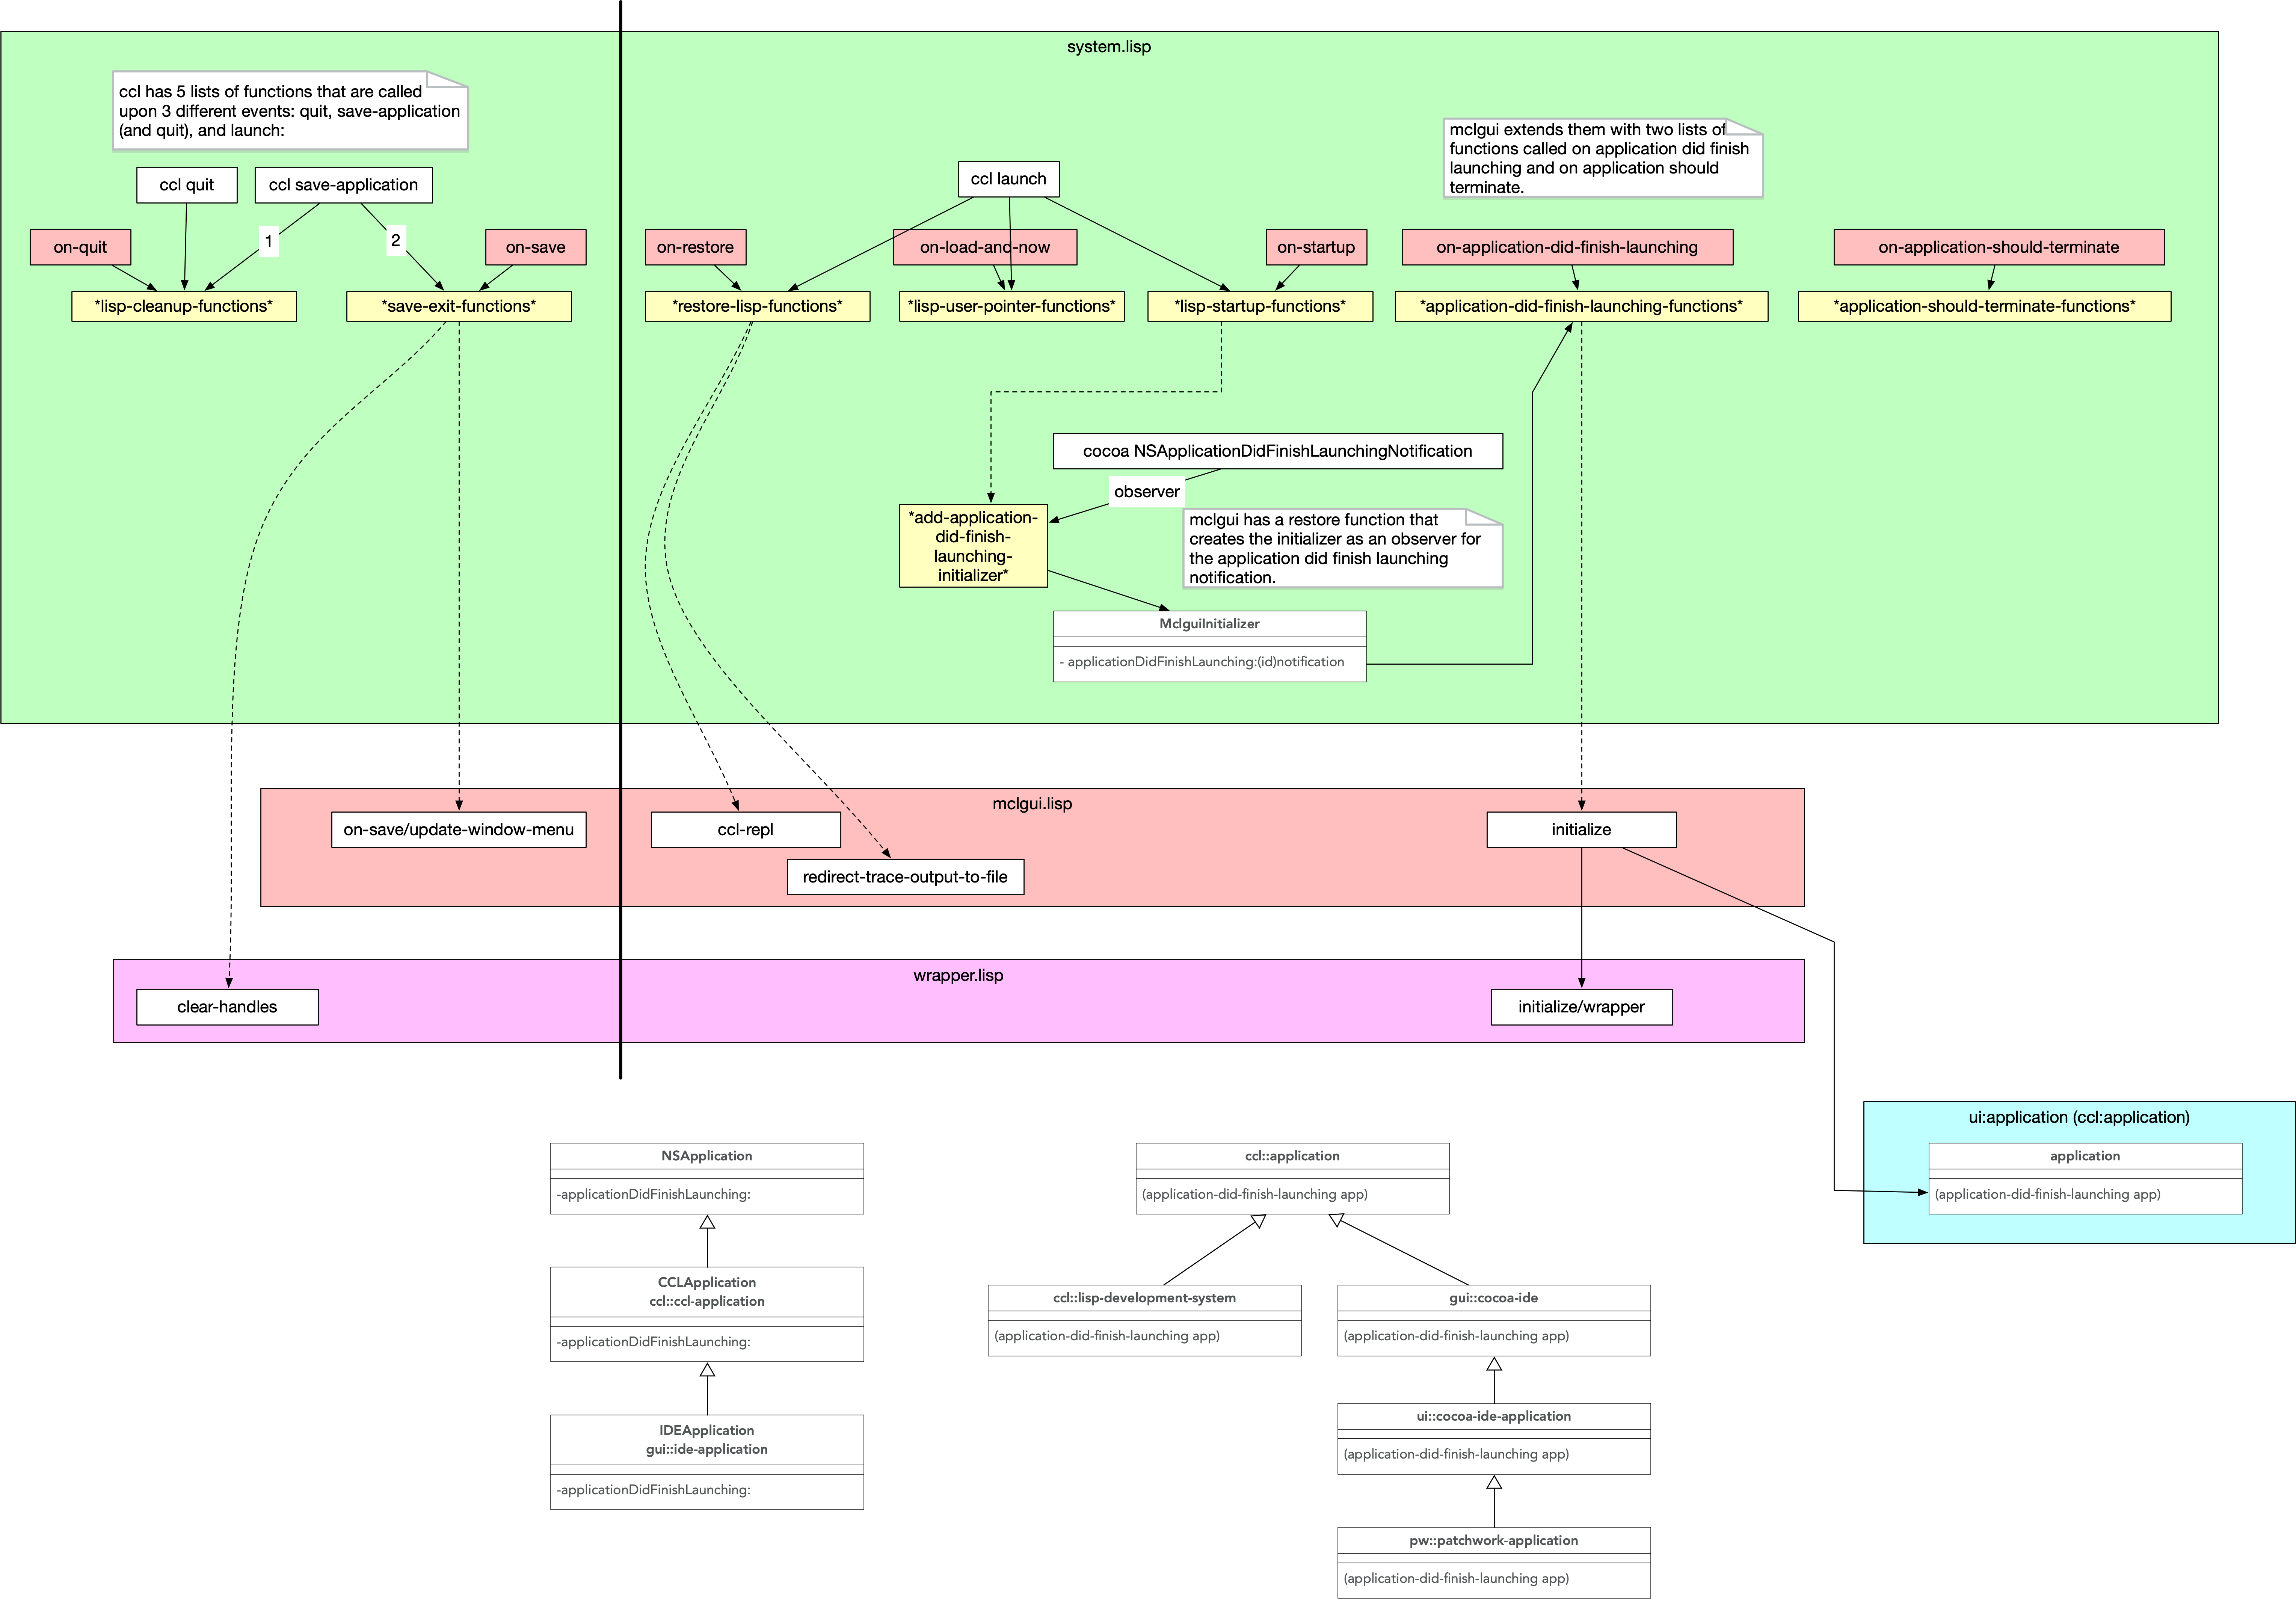 system.lisp
ccl has 5 lists of functions that are called
upon 3 different events: quit, save-application
(and quit), and launch:
mclgui extends them with two lists of
functions called on application did finish
launching and on application should
terminate.
ccl quit
ccl save-application
ccl launch
1
2
on-quit
on-save
on-restore
on-load-and-now
on-startup
on-application-did-finish-launching
on-application-should-terminate
*lisp-cleanup-functions*
*save-exit-functions*
*restore-lisp-functions*
*lisp-user-pointer-functions*
*lisp-startup-functions*
*application-did-finish-launching-functions*
*application-should-terminate-functions*
cocoa NSApplicationDidFinishLaunchingNotification
observer
*add-application-
did-finish-
launching-
initializer*
mclgui has a restore function that
creates the initializer as an observer for
the application did finish launching
notification.
McIguiInitializer
- applicationDidFinishLaunching:(id)notification
mclgui.lisp
on-save/update-window-menu
ccl-repl
initialize
redirect-trace-output-to-file
wrapper.lisp
clear-handles
initialize/wrapper
ui:application (ccl:application)
application
(application-did-finish-launching app)
NSApplication
-applicationDidFinishLaunching:
CCLApplication
ccl::ccl-application
-applicationDidFinishLaunching:
IDEApplication
gui::ide-application
-applicationDidFinishLaunching:
ccl::application
(application-did-finish-launching app)
ccl::lisp-development-system
(application-did-finish-launching app)
gui::cocoa-ide
(application-did-finish-launching app)
ui::cocoa-ide-application
(application-did-finish-launching app)
pw::patchwork-application
(application-did-finish-launching app)